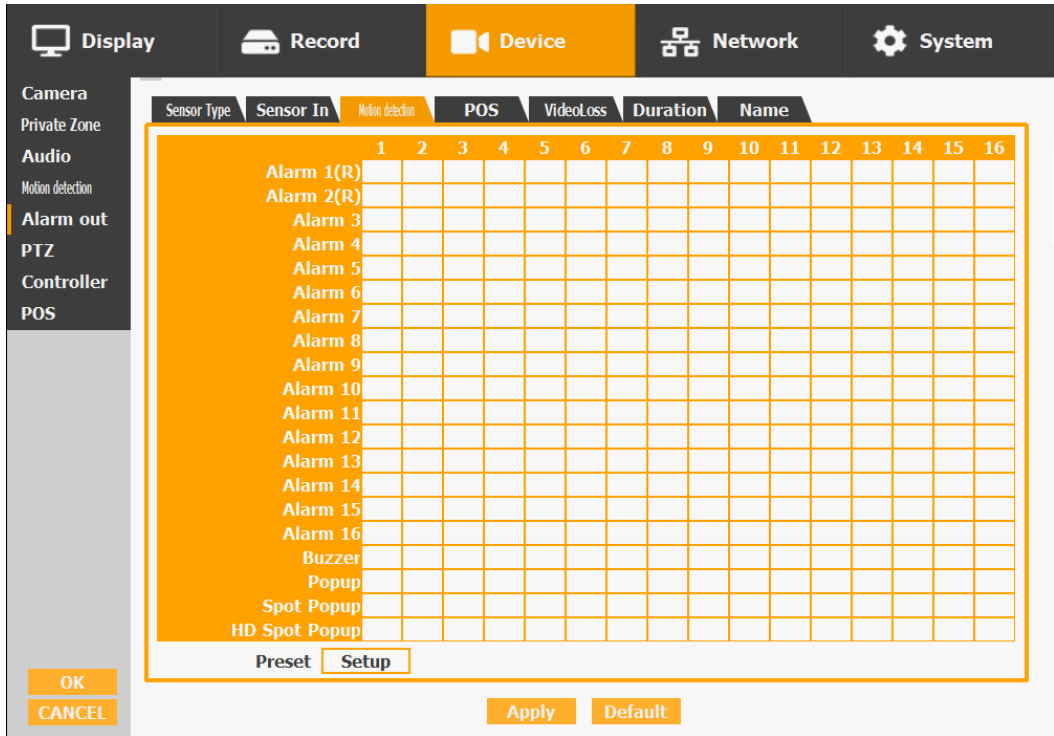 Display Record Device Network System
Camera
Private Zone
Audio
Motion detection
Alarm out
PTZ
Controller
POS
OK
CANCEL
Sensor Type Sensor In Motion detection POS VideoLoss Duration Name
1 2 3 4 5 6 7 8 9 10 11 12 13 14 15 16
Alarm 1(R)
Alarm 2(R)
Alarm 3
Alarm 4
Alarm 5
Alarm 6
Alarm 7
Alarm 8
Alarm 9
Alarm 10
Alarm 11
Alarm 12
Alarm 13
Alarm 14
Alarm 15
Alarm 16
Buzzer
Popup
Spot Popup
HD Spot Popup
Preset Setup
Apply Default